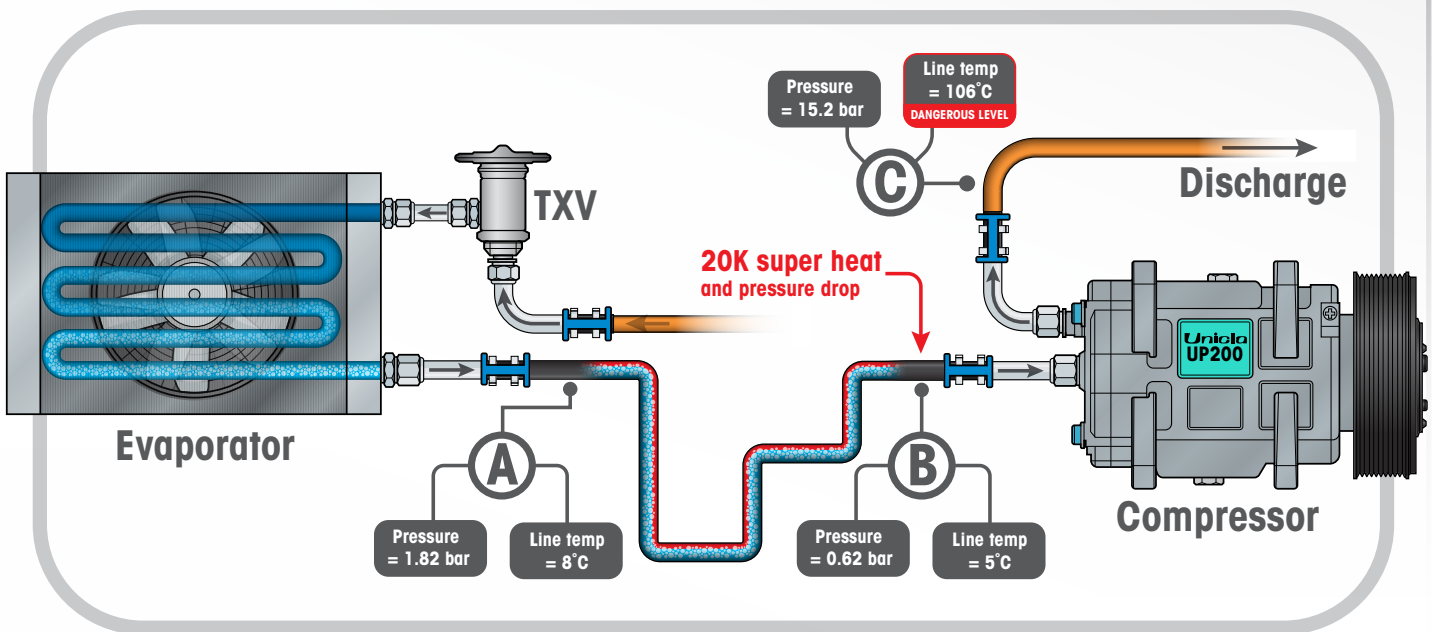 Pressure
= 15.2 bar
Line temp
= 106°C
DANGEROUS LEVEL
C
Discharge
TXV
20K super heat
and pressure drop
Unicla
UP200
Evaporator
A
B
Compressor
Pressure
= 1.82 bar
Line temp
= 8°C
Pressure
= 0.62 bar
Line temp
= 5°C